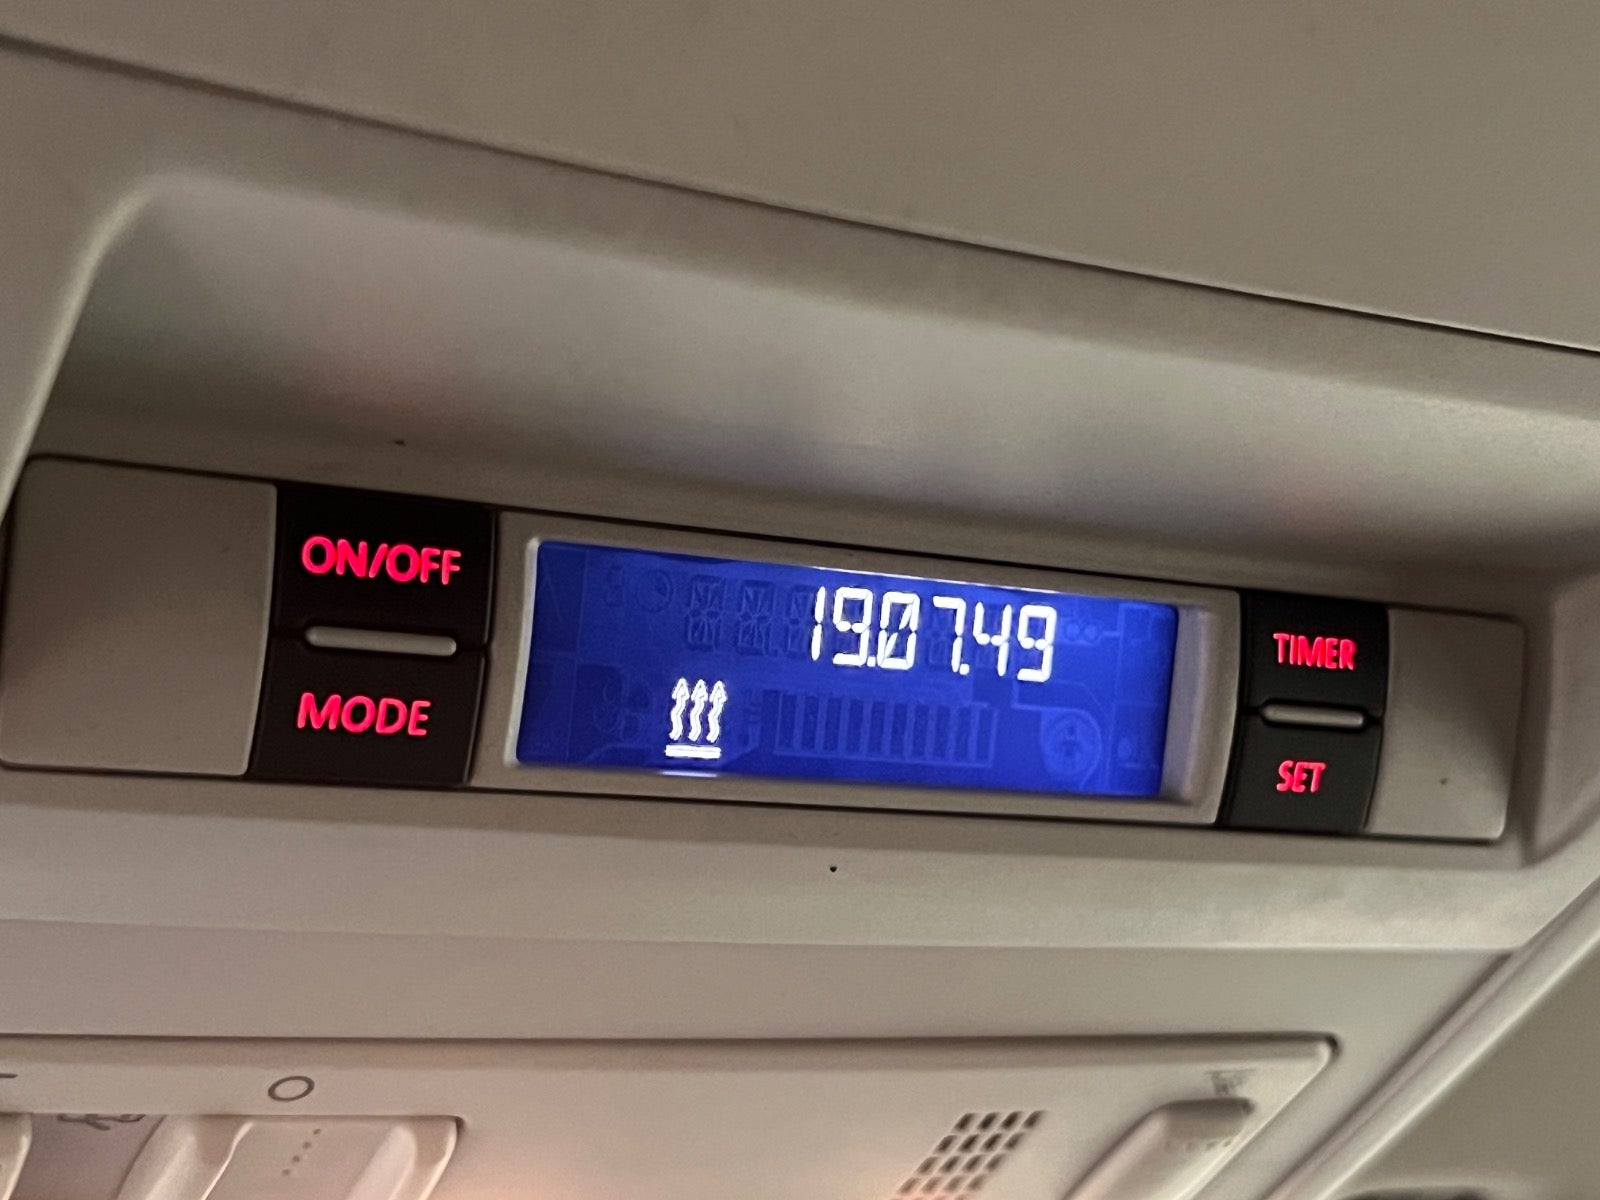 ON/OFF
MODE
19.07.49
TIMER
SET